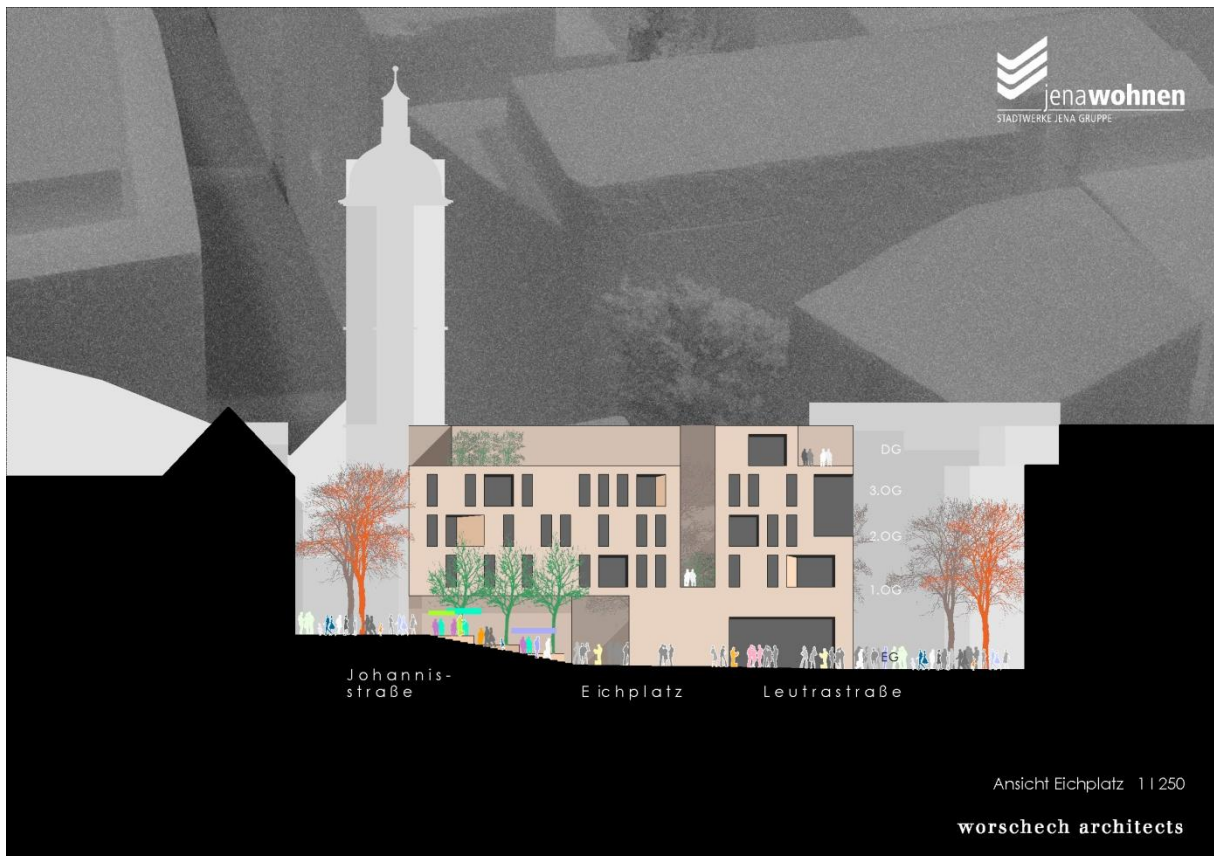 jenawohnen
STADTWERKE JENA GRUPPE
DG
3.OG
2.OG
1.OG
EG
Johannis-
straße
Eichplatz
Leutrastraße
Ansicht Eichplatz 1 I 250
worschech architects